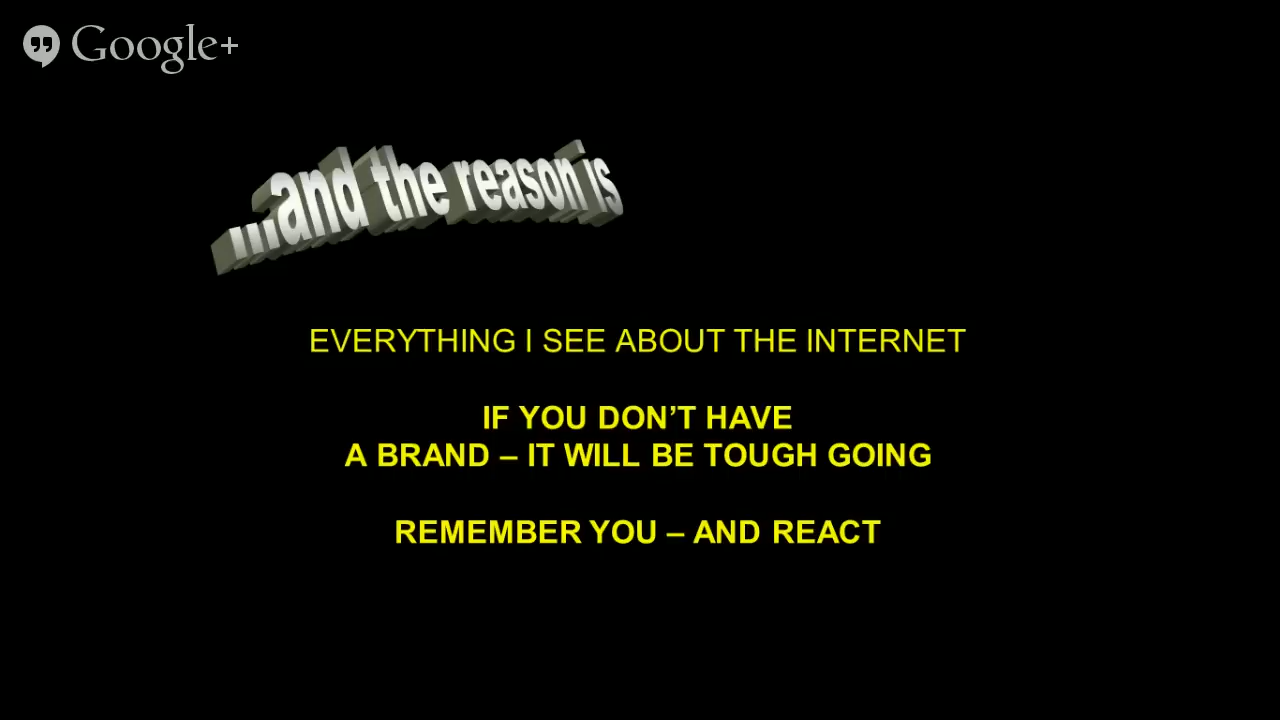 Google+
...and the reason is
EVERYTHING I SEE ABOUT THE INTERNET
IF YOU DON’T HAVE
A BRAND – IT WILL BE TOUGH GOING
REMEMBER YOU – AND REACT